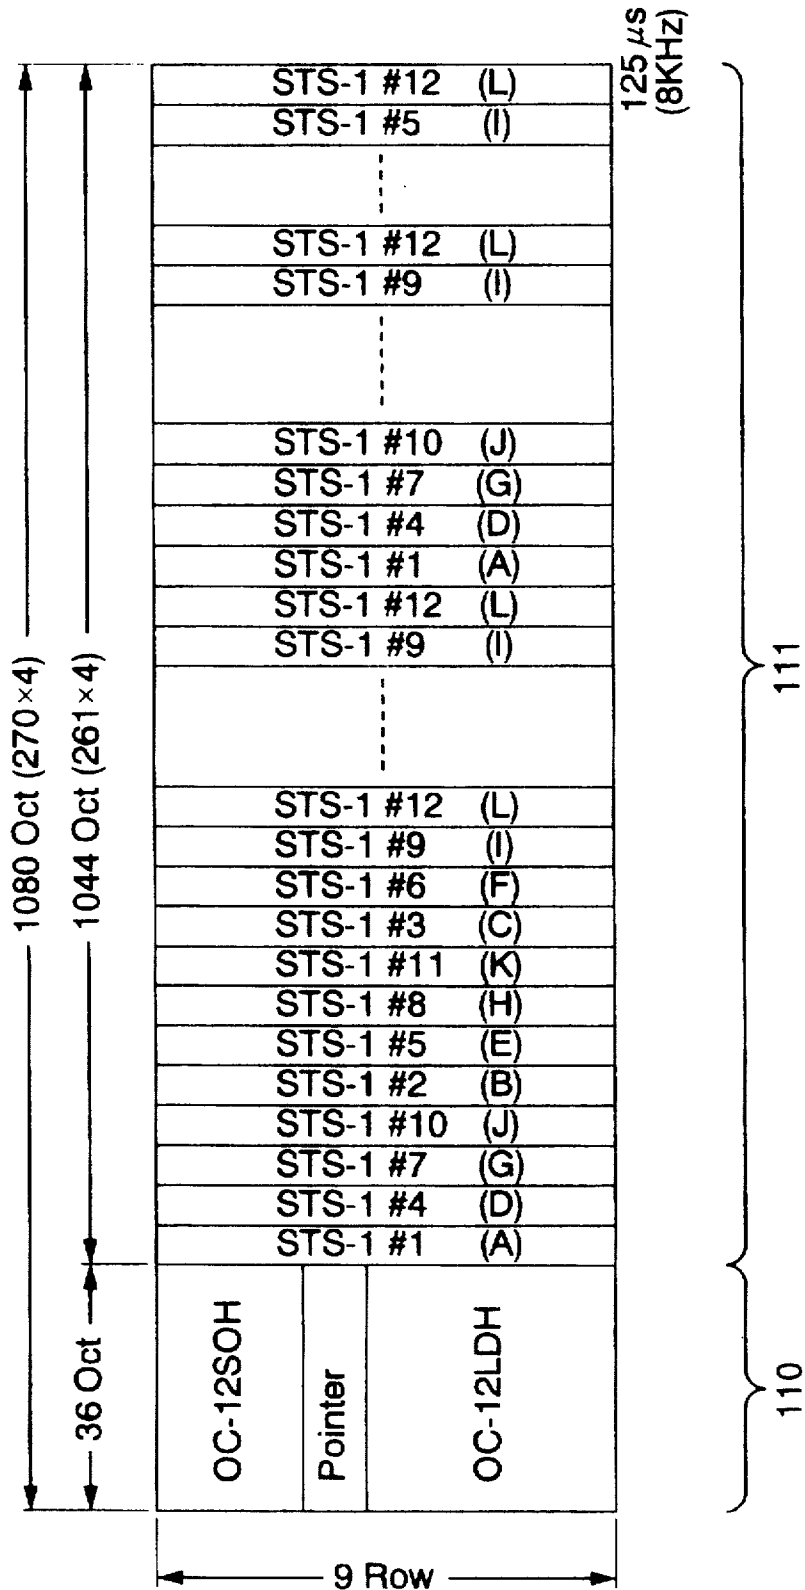 125 μs
(8KHz)
STS-1 #12 (L)
STS-1 #5 (I)
STS-1 #12 (L)
STS-1 #9 (I)
STS-1 #10 (J)
STS-1 #7 (G)
STS-1 #4 (D)
STS-1 #1 (A)
STS-1 #12 (L)
STS-1 #9 (I)
STS-1 #12 (L)
STS-1 #9 (I)
STS-1 #6 (F)
STS-1 #3 (C)
STS-1 #11 (K)
STS-1 #8 (H)
STS-1 #5 (E)
STS-1 #2 (B)
STS-1 #10 (J)
STS-1 #7 (G)
STS-1 #4 (D)
STS-1 #1 (A)
1080 Oct (270×4)
1044 Oct (261×4)
111
36 Oct
OC-12SOH
Pointer
OC-12LDH
110
9 Row